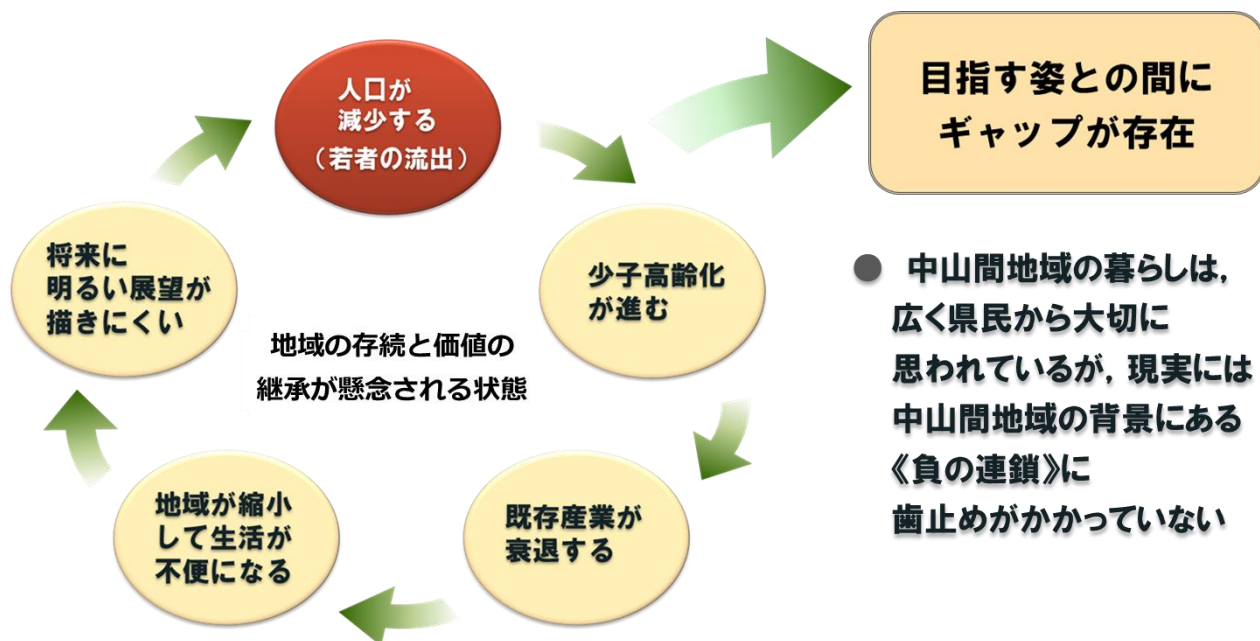 人口が
減少する
（若者の流出）
少子高齢化
が進む
既存産業が
衰退する
地域が縮小
して生活が
不便になる
将来に
明るい展望が
描きにくい
地域の存続と価値の
継承が懸念される状態
目指す姿との間に
ギャップが存在
● 中山間地域の暮らしは，
広く県民から大切に
思われているが，現実には
中山間地域の背景にある
《負の連鎖》に
歯止めがかかっていない